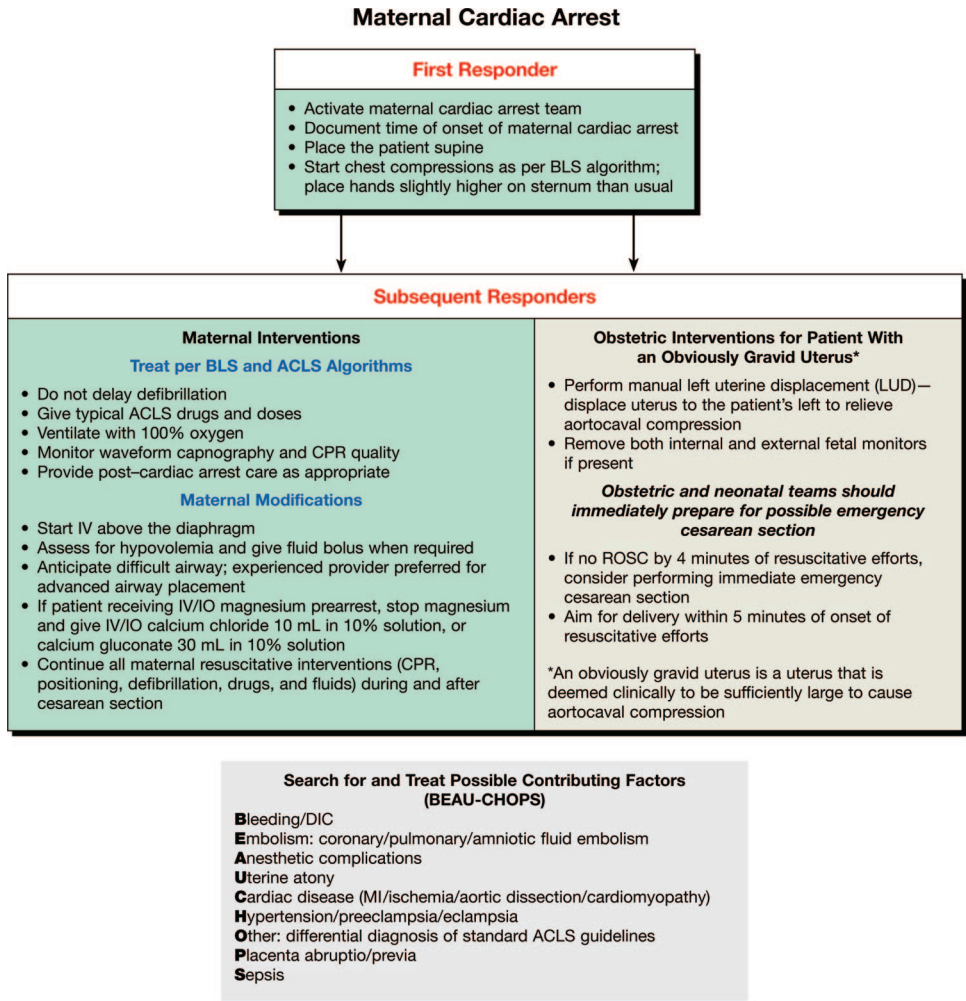 Maternal Cardiac Arrest
First Responder
• Activate maternal cardiac arrest team
• Document time of onset of maternal cardiac arrest
• Place the patient supine
• Start chest compressions as per BLS algorithm;
place hands slightly higher on sternum than usual
Subsequent Responders
Maternal Interventions
Treat per BLS and ACLS Algorithms
• Do not delay defibrillation
• Give typical ACLS drugs and doses
• Ventilate with 100% oxygen
• Monitor waveform capnography and CPR quality
• Provide post–cardiac arrest care as appropriate
Maternal Modifications
• Start IV above the diaphragm
• Assess for hypovolemia and give fluid bolus when required
• Anticipate difficult airway; experienced provider preferred for
advanced airway placement
• If patient receiving IV/IO magnesium prearrest, stop magnesium
and give IV/IO calcium chloride 10 mL in 10% solution, or
calcium gluconate 30 mL in 10% solution
• Continue all maternal resuscitative interventions (CPR,
positioning, defibrillation, drugs, and fluids) during and after
cesarean section
Obstetric Interventions for Patient With
an Obviously Gravid Uterus*
• Perform manual left uterine displacement (LUD)—
displace uterus to the patient's left to relieve
aortocaval compression
• Remove both internal and external fetal monitors
if present
Obstetric and neonatal teams should
immediately prepare for possible emergency
cesarean section
• If no ROSC by 4 minutes of resuscitative efforts,
consider performing immediate emergency
cesarean section
• Aim for delivery within 5 minutes of onset of
resuscitative efforts
*An obviously gravid uterus is a uterus that is
deemed clinically to be sufficiently large to cause
aortocaval compression
Search for and Treat Possible Contributing Factors
(BEAU-CHOPS)
Bleeding/DIC
Embolism: coronary/pulmonary/amniotic fluid embolism
Anesthetic complications
Uterine atony
Cardiac disease (MI/ischemia/aortic dissection/cardiomyopathy)
Hypertension/preeclampsia/eclampsia
Other: differential diagnosis of standard ACLS guidelines
Placenta abruptio/previa
Sepsis